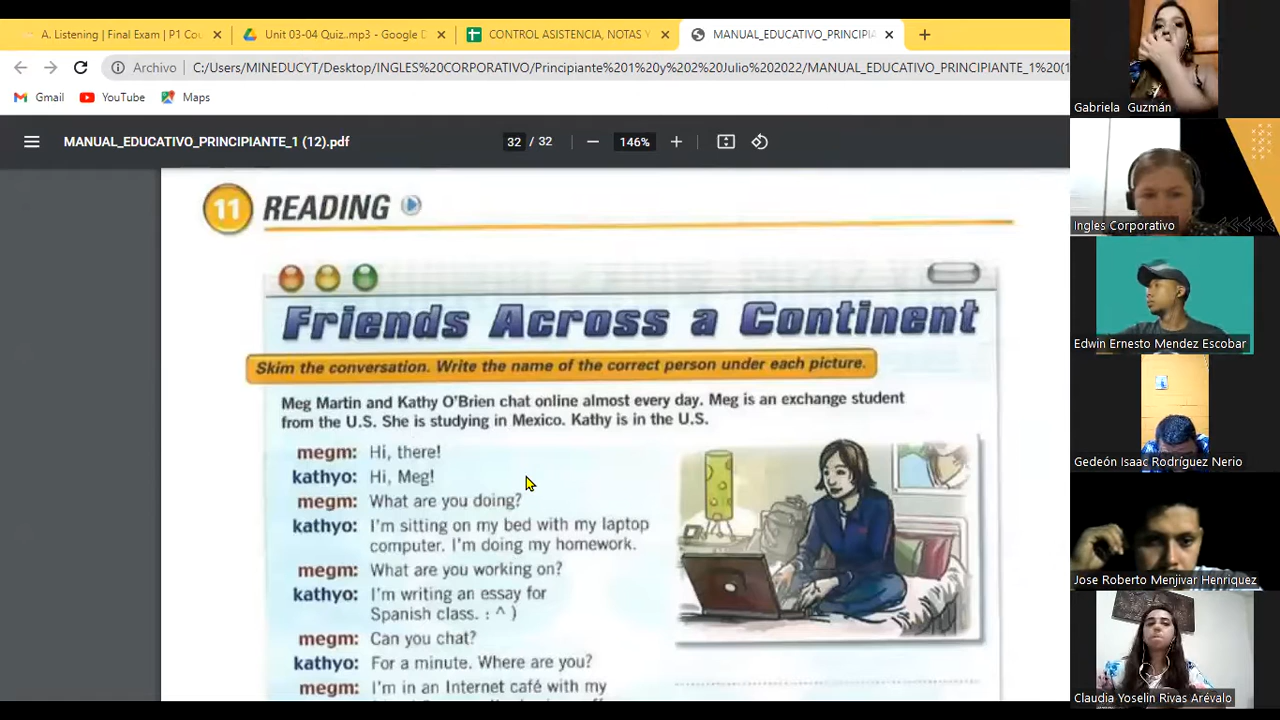 A. Listening | Final Exam | P1 Cou
Unit 03-04 Quiz..mp3 - Google D
CONTROL ASISTENCIA, NOTAS Y
MANUAL_EDUCATIVO_PRINCIPIA
Archivo
C:/Users/MINEDUCYT/Desktop/INGLES%20CORPORATIVO/Principiante%201%20y%202%20Julio%202022/MANUAL_EDUCATIVO_PRINCIPIANTE_1%20(1
Gmail
YouTube
Maps
MANUAL_EDUCATIVO_PRINCIPIANTE_1 (12).pdf
32 / 32
146%
11 READING
Friends Across a Continent
Skim the conversation. Write the name of the correct person under each picture.
Meg Martin and Kathy O'Brien chat online almost every day. Meg is an exchange student
from the U.S. She is studying in Mexico. Kathy is in the U.S.
megm: Hi, there!
kathyo: Hi, Meg!
megm: What are you doing?
kathyo: I'm sitting on my bed with my laptop
computer. I'm doing my homework.
megm: What are you working on?
kathyo: I'm writing an essay for
Spanish class. : ^ )
megm: Can you chat?
kathyo: For a minute. Where are you?
megm: I'm in an Internet café with my
Gabriela Guzmán
Ingles Corporativo
Edwin Ernesto Mendez Escobar
Gedeón Isaac Rodríguez Nerio
Jose Roberto Menjivar Henriquez
Claudia Yoselin Rivas Arévalo